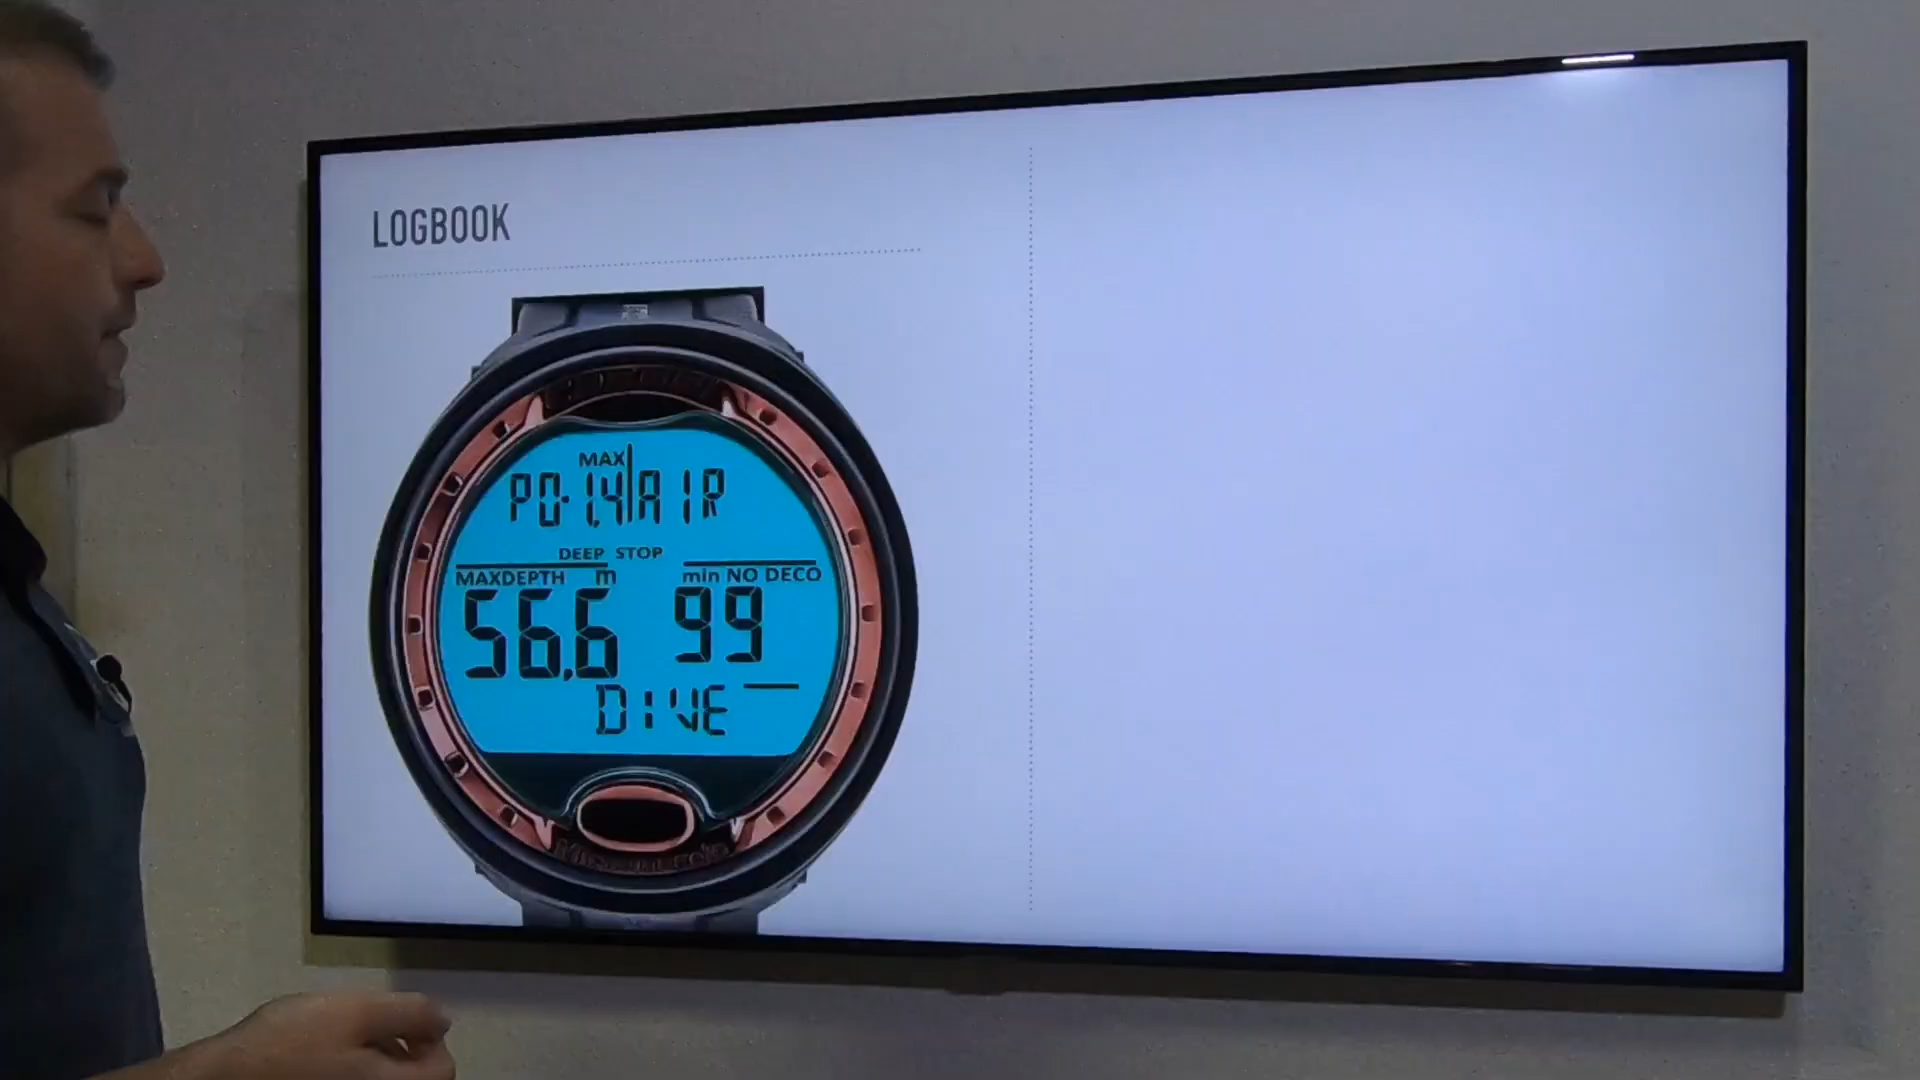 LOGBOOK
MAX
PO-1.4 AIR
DEEP STOP
MAXDEPTH m min NO DECO
56.6 99
DIVE